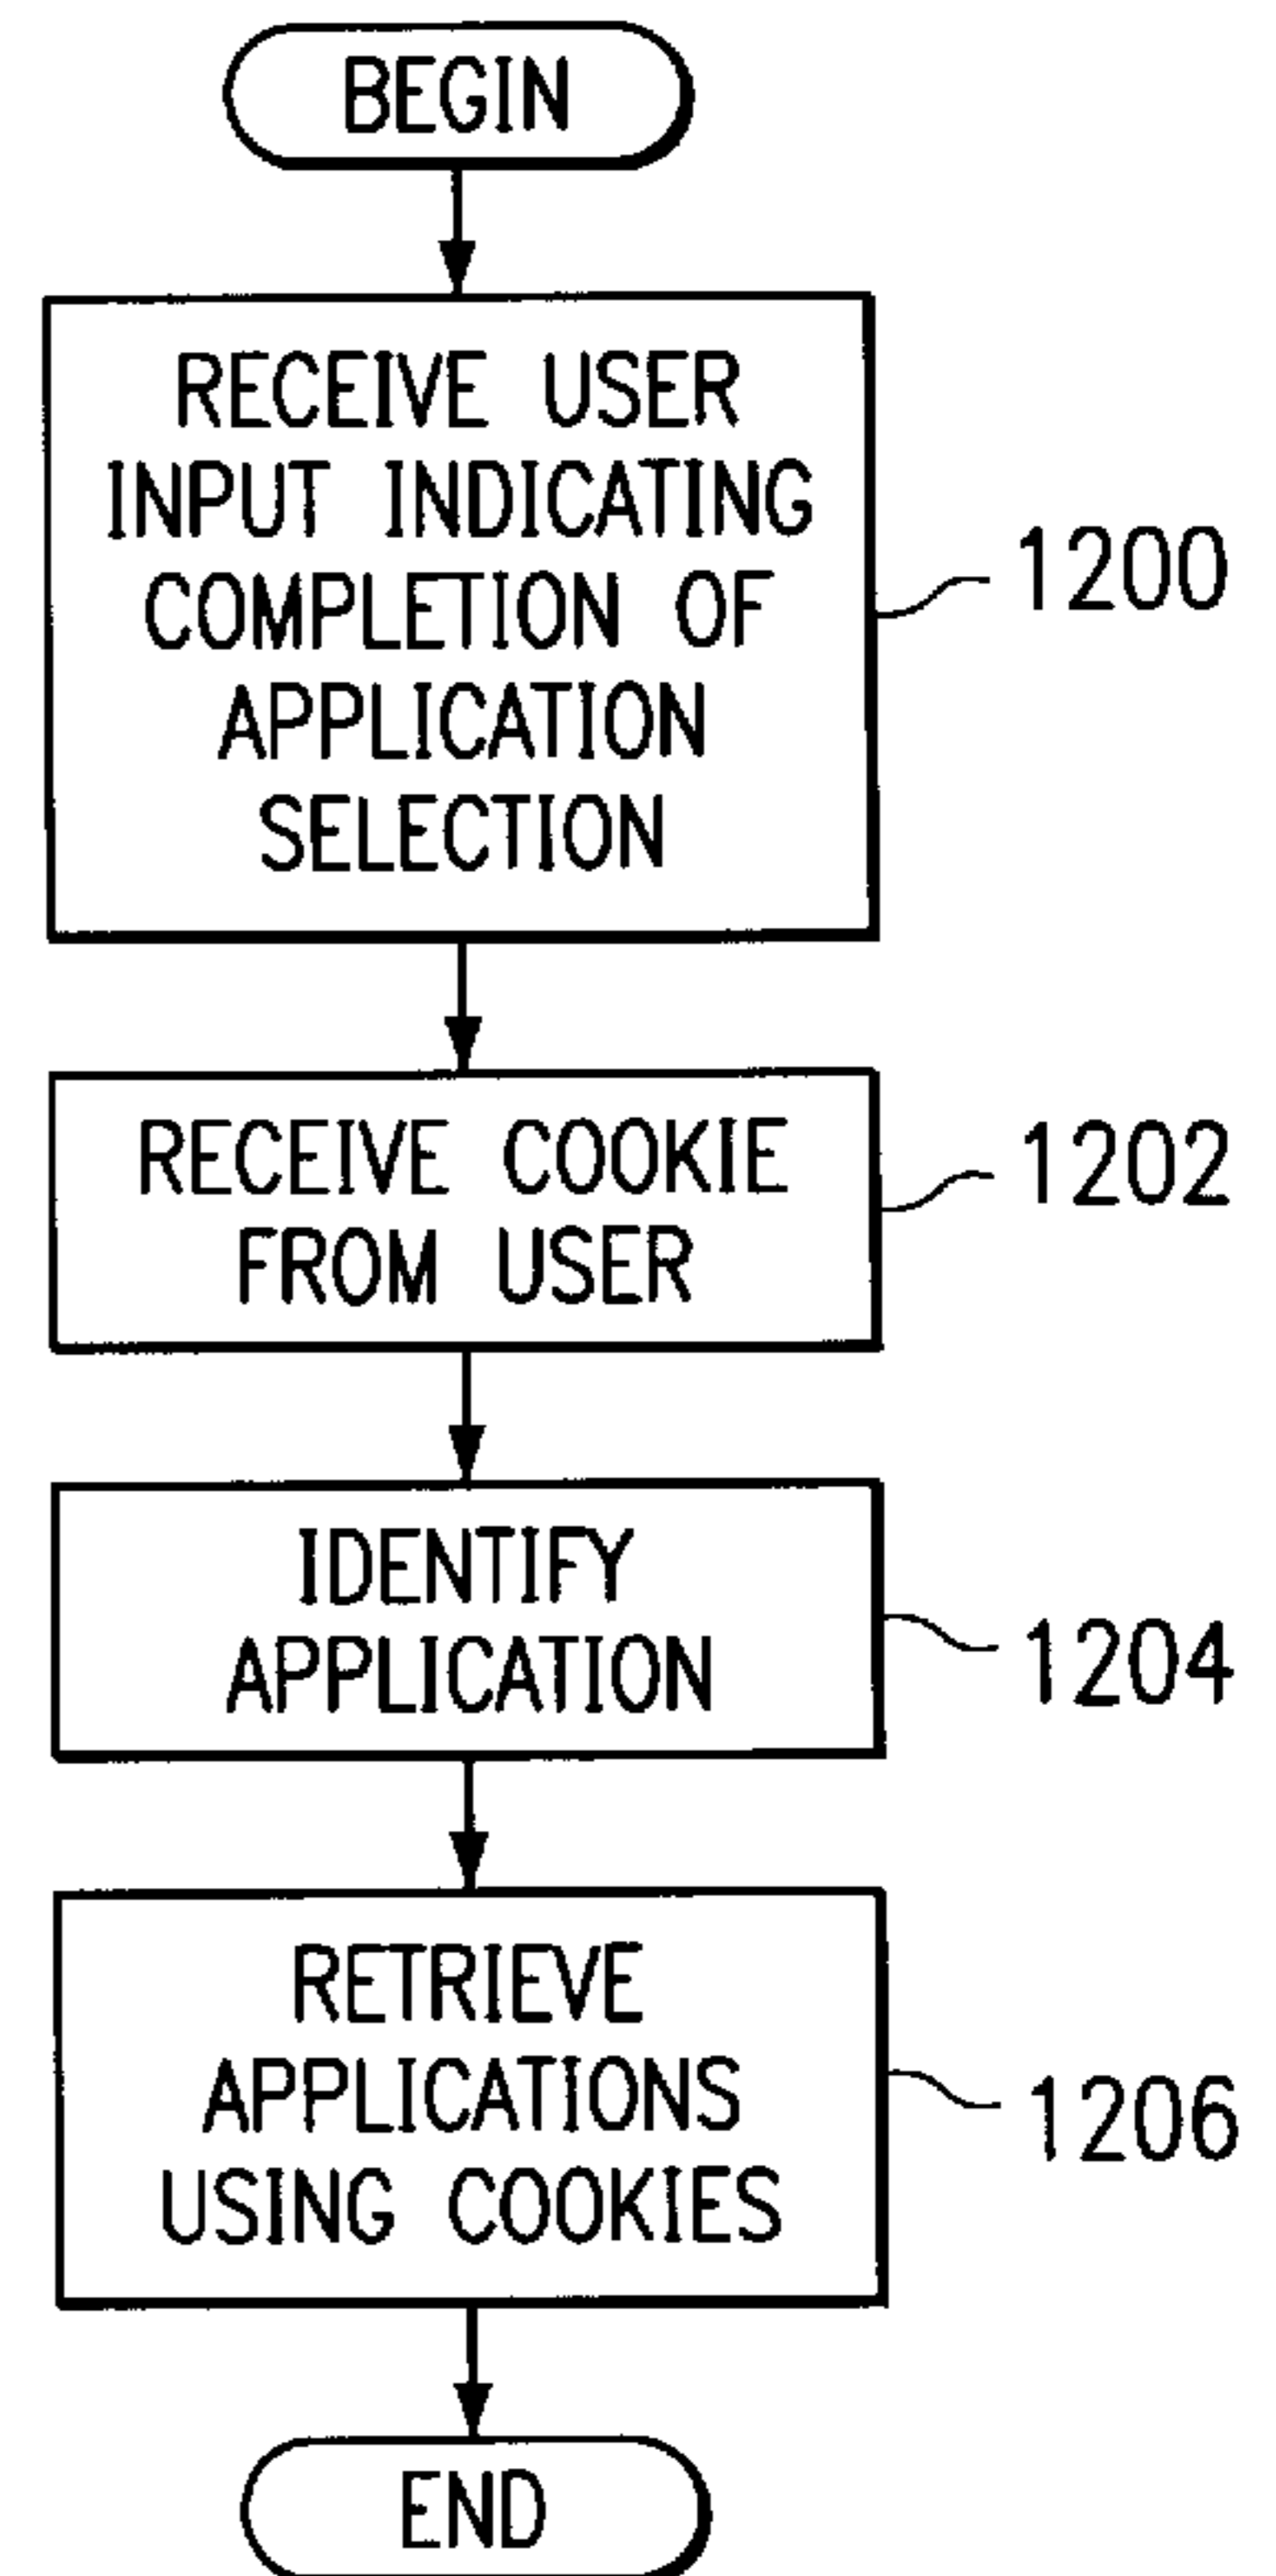 BEGIN
RECEIVE USER
INPUT INDICATING
COMPLETION OF
APPLICATION
SELECTION
1200
RECEIVE COOKIE
FROM USER
1202
IDENTIFY
APPLICATION
1204
RETRIEVE
APPLICATIONS
USING COOKIES
1206
END